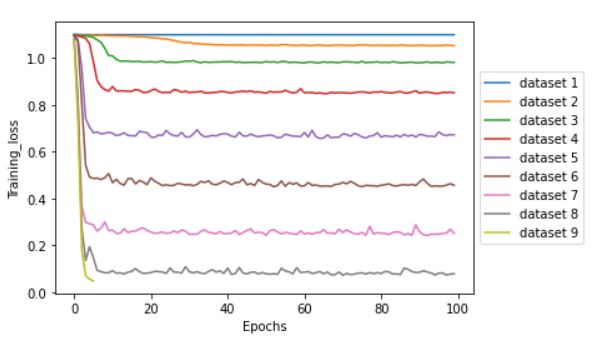 Training_loss
1.0
0.8
0.6
0.4
0.2
0.0
0
20
40
60
80
100
Epochs
dataset 1
dataset 2
dataset 3
dataset 4
dataset 5
dataset 6
dataset 7
dataset 8
dataset 9